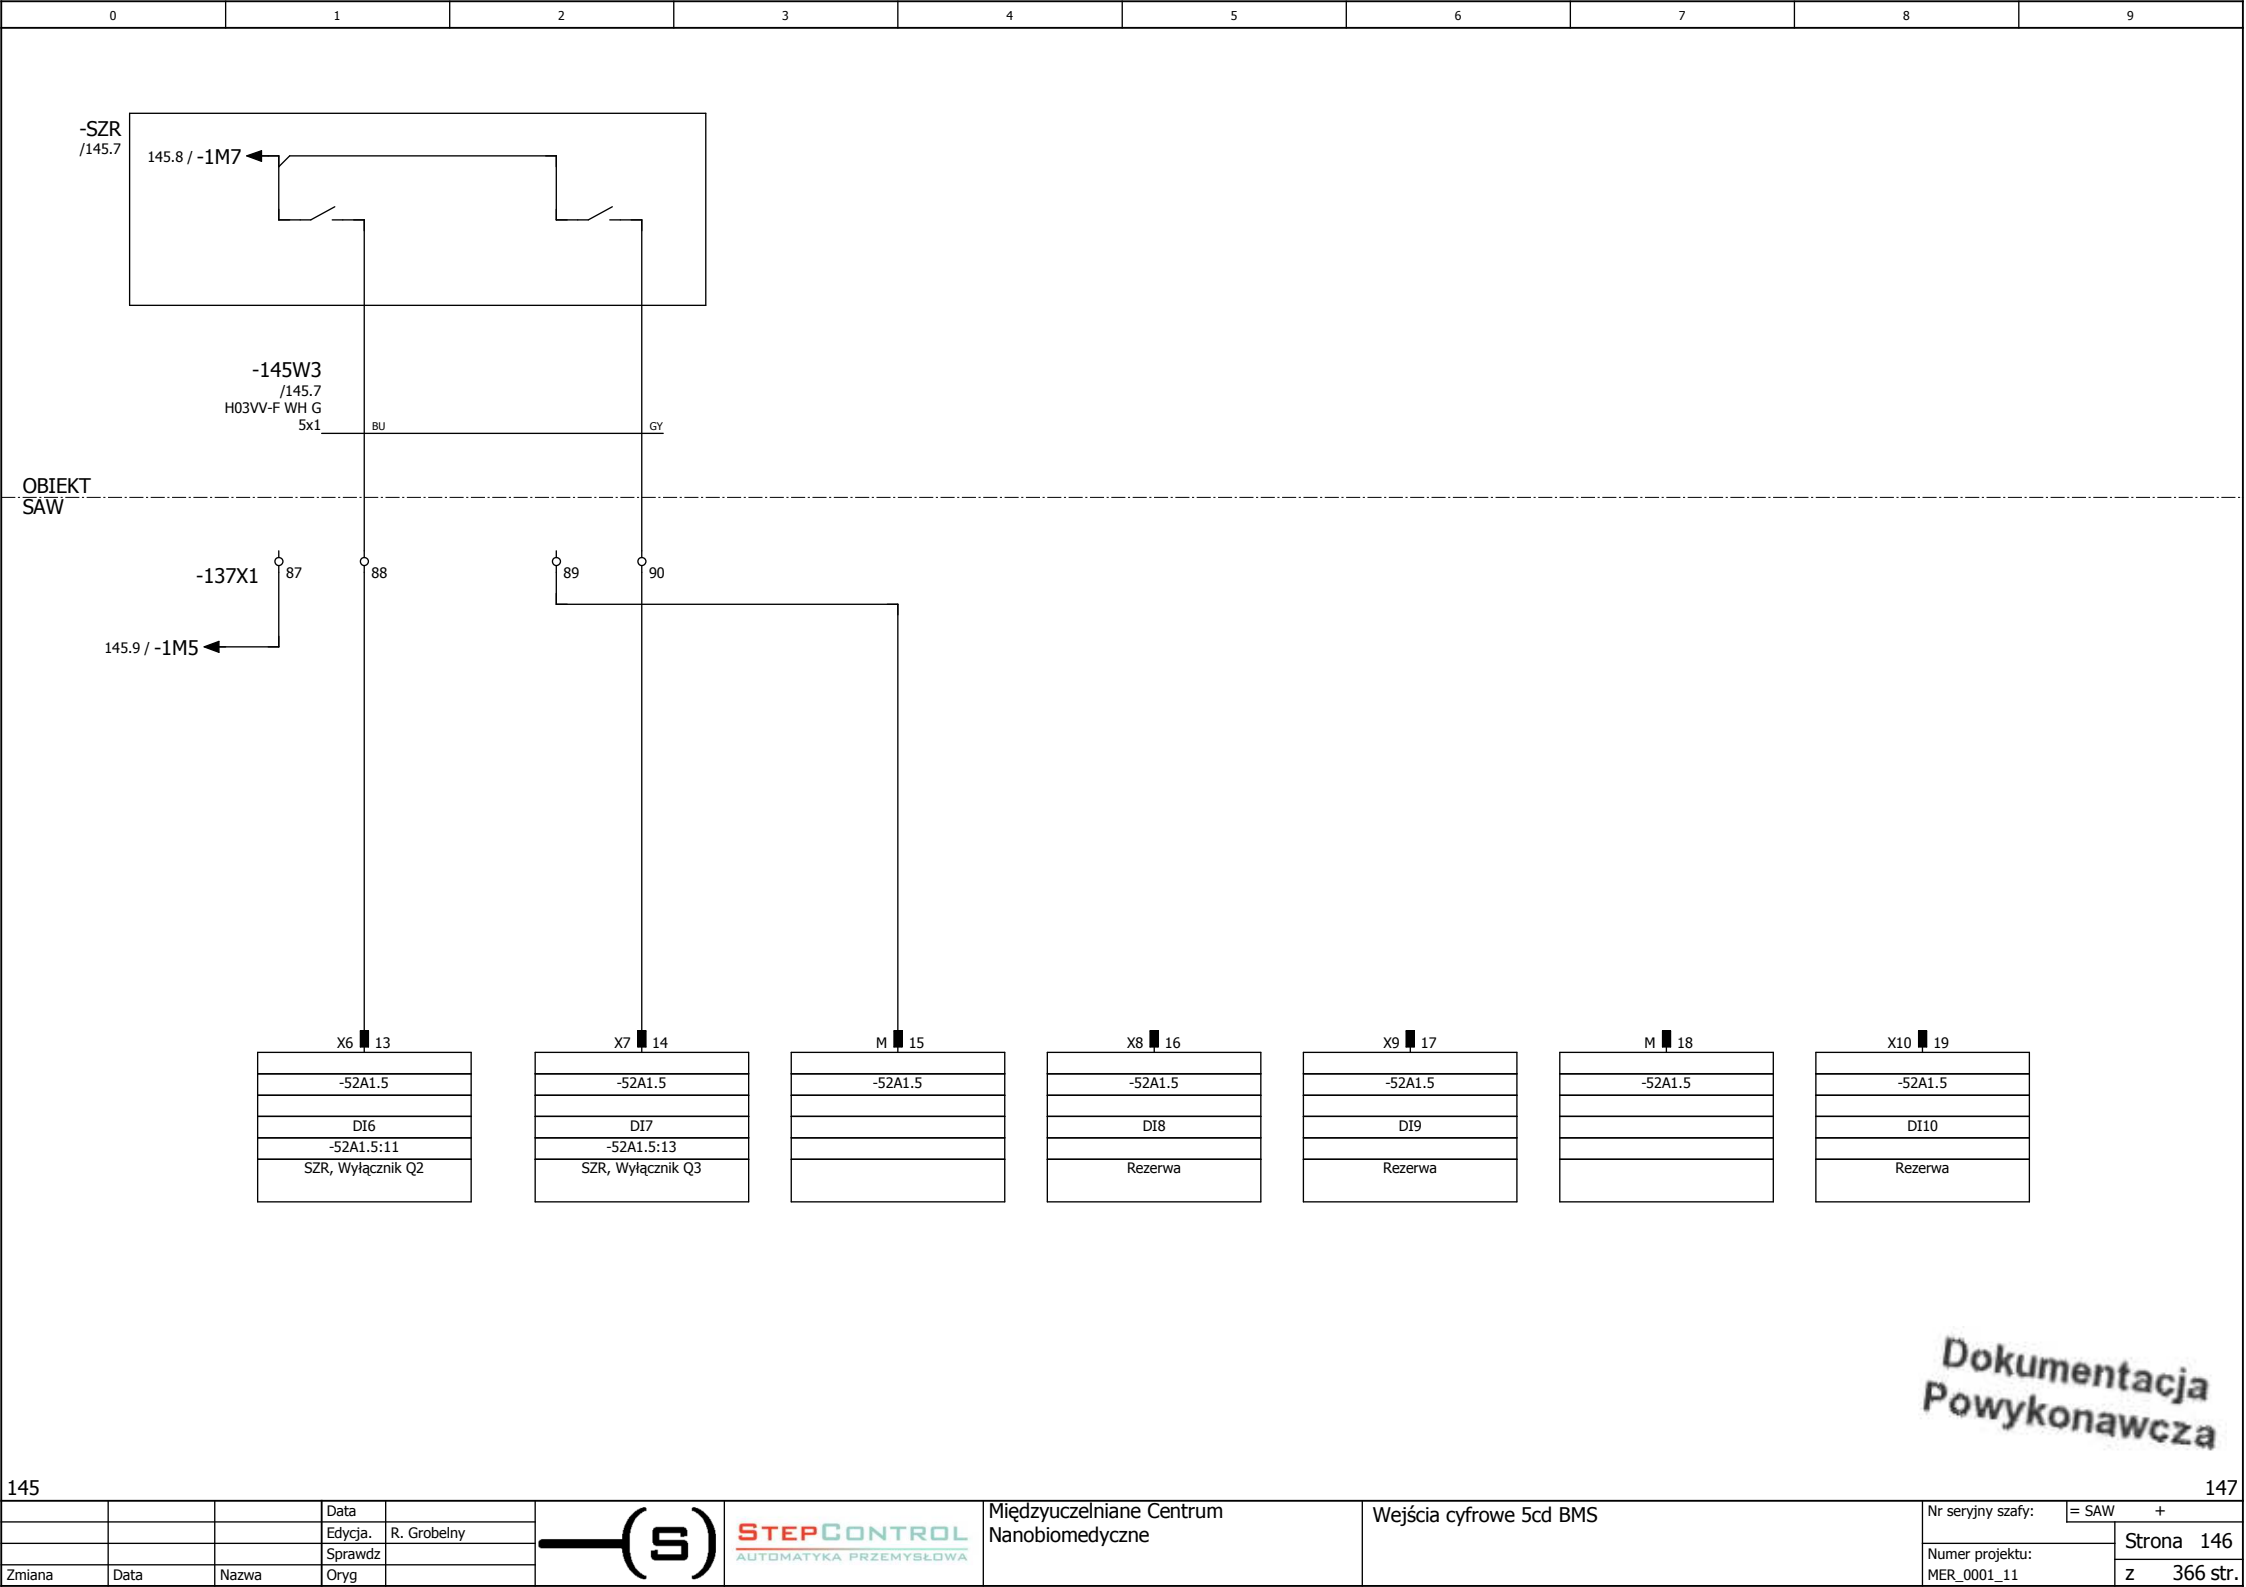 0 1 2 3 4 5 6 7 8 9
-SZR
/145.7
145.8 / -1M7
-145W3
/145.7
H03VV-F WH G
5x1
BU GY
OBIEKT
SAW
-137X1 87 88 89 90
145.9 / -1M5
X6 13 X7 14 M 15 X8 16 X9 17 M 18 X10 19
-52A1.5 -52A1.5 -52A1.5 -52A1.5 -52A1.5 -52A1.5 -52A1.5
DI6 DI7 DI8 DI9 DI10
-52A1.5:11 -52A1.5:13
SZR, Wyłącznik Q2 SZR, Wyłącznik Q3 Rezerwa Rezerwa Rezerwa
Dokumentacja
Powykonawcza
145 147
Data
Edycja. R. Grobelny
Sprawdz
Zmiana Data Nazwa Oryg
(S)
STEPCONTROL
AUTOMATYKA PRZEMYSŁOWA
Międzyuczelniane Centrum
Nanobiomedyczne
Wejścia cyfrowe 5cd BMS
Nr seryjny szafy: = SAW +
Strona 146
Numer projektu:
MER_0001_11
z 366 str.